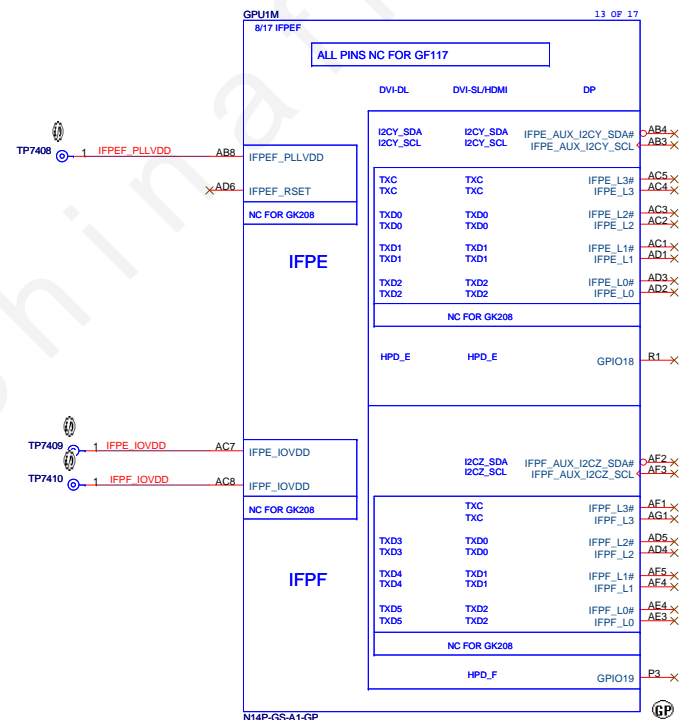 GPU1M 13 OF 17
8/17 IFPEF
ALL PINS NC FOR GF117
DVI-DL DVI-SL/HDMI DP
I2CY_SDA I2CY_SDA IFPE_AUX_I2CY_SDA# AB4
I2CY_SCL I2CY_SCL IFPE_AUX_I2CY_SCL AB3
TP7408 1 IFPEF_PLLVDD AB8 IFPEF_PLLVDD
AD6 IFPEF_RSET
NC FOR GK208
IFPE
TXC TXC IFPE_L3# AC5
TXC TXC IFPE_L3 AC4
TXD0 TXD0 IFPE_L2# AC3
TXD0 TXD0 IFPE_L2 AC2
TXD1 TXD1 IFPE_L1# AC1
TXD1 TXD1 IFPE_L1 AD1
TXD2 TXD2 IFPE_L0# AD3
TXD2 TXD2 IFPE_L0 AD2
NC FOR GK208
HPD_E HPD_E GPIO18 R1
TP7409 1 IFPE_IOVDD AC7 IFPE_IOVDD
TP7410 1 IFPF_IOVDD AC8 IFPF_IOVDD
NC FOR GK208
IFPF
I2CZ_SDA IFPF_AUX_I2CZ_SDA# AF2
I2CZ_SCL IFPF_AUX_I2CZ_SCL AF3
TXC IFPF_L3# AF1
TXC IFPF_L3 AG1
TXD3 TXD0 IFPF_L2# AD5
TXD3 TXD0 IFPF_L2 AD4
TXD4 TXD1 IFPF_L1# AF5
TXD4 TXD1 IFPF_L1 AF4
TXD5 TXD2 IFPF_L0# AE4
TXD5 TXD2 IFPF_L0 AE3
NC FOR GK208
HPD_F GPIO19 P3
GP
N14P-GS-A1-GP